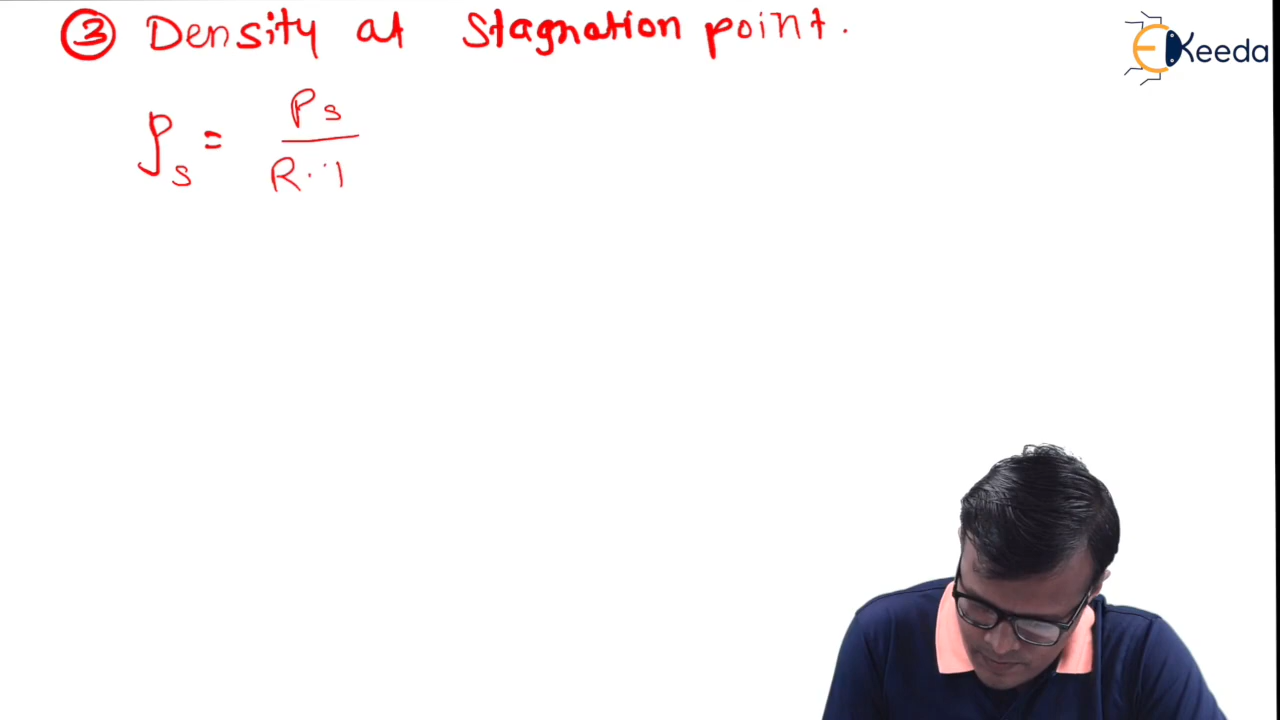 ③ Density at Stagnation point.
EKeeda
ρs = Ps
R.